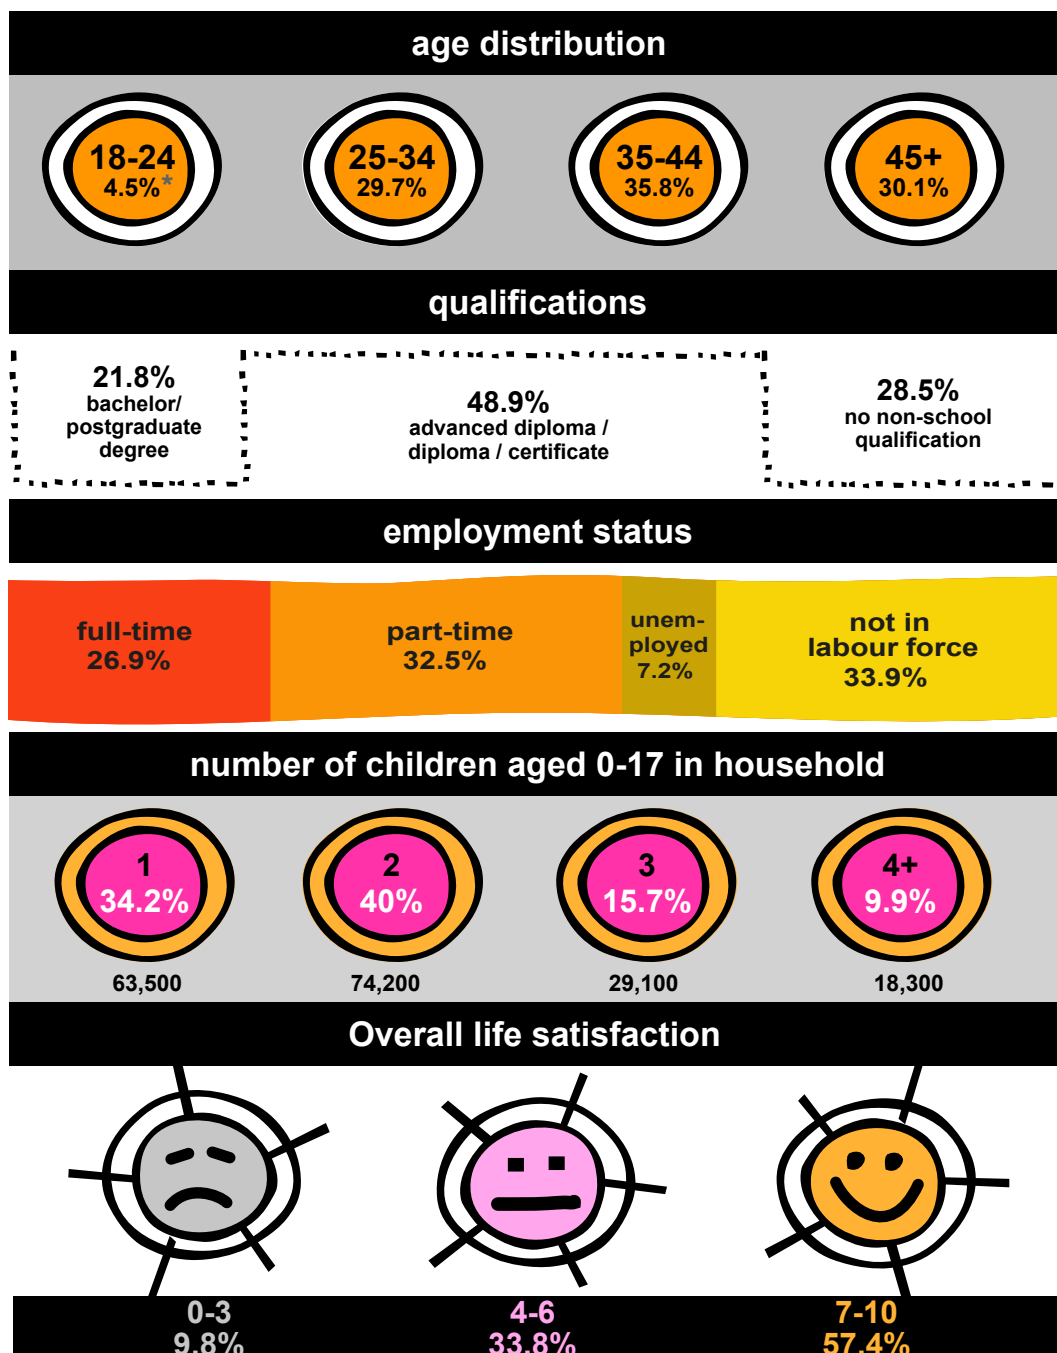 age distribution
18-24
4.5%*
25-34
29.7%
35-44
35.8%
45+
30.1%
qualifications
21.8%
bachelor/
postgraduate
degree
48.9%
advanced diploma /
diploma / certificate
28.5%
no non-school
qualification
employment status
full-time
26.9%
part-time
32.5%
unem-
ployed
7.2%
not in
labour force
33.9%
number of children aged 0-17 in household
1
34.2%
63,500
2
40%
74,200
3
15.7%
29,100
4+
9.9%
18,300
Overall life satisfaction
0-3
9.8%
4-6
33.8%
7-10
57.4%